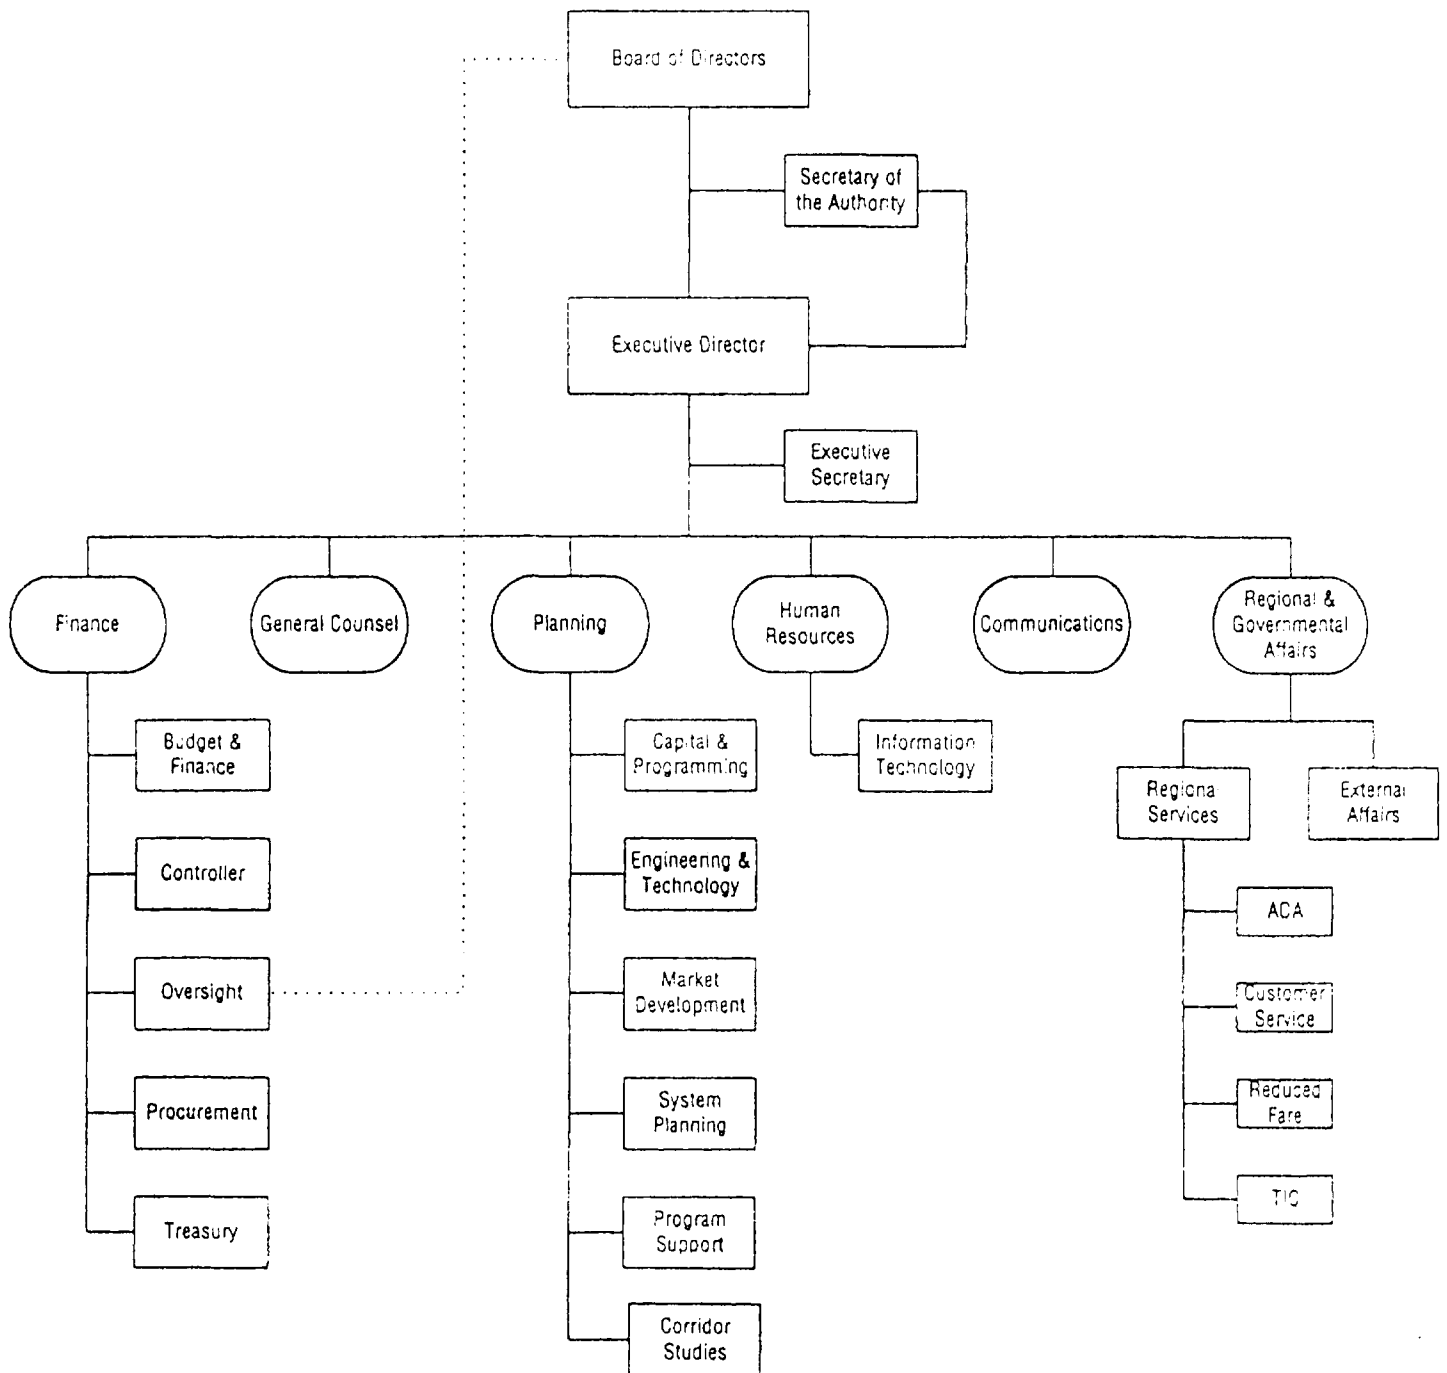 Board of Directors
Secretary of
the Authority
Executive Director
Executive
Secretary
Finance
General Counsel
Planning
Human
Resources
Communications
Regional &
Governmental
Affairs
Budget &
Finance
Controller
Oversight
Procurement
Treasury
Capital &
Programming
Engineering &
Technology
Market
Development
System
Planning
Program
Support
Corridor
Studies
Information
Technology
Regional
Services
External
Affairs
Customer
Service
Reduced
Fare